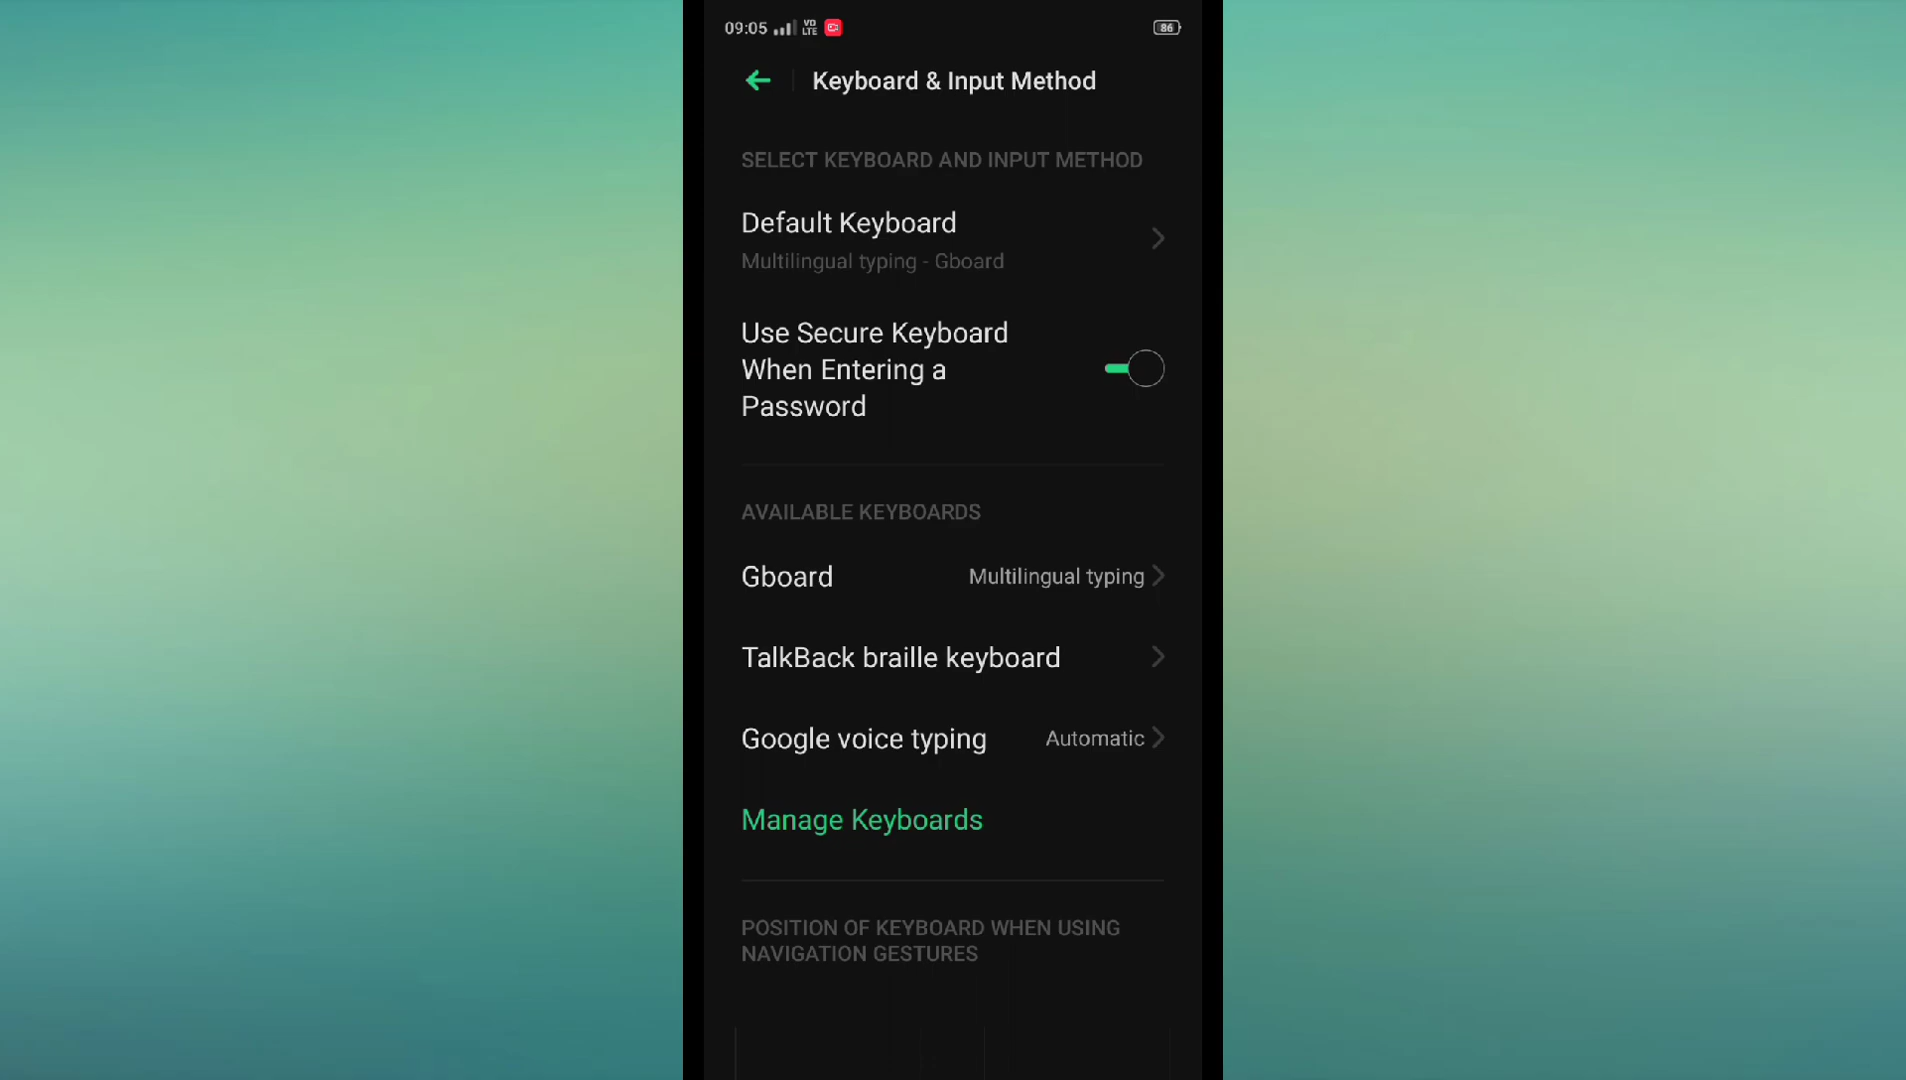 09:05 VO LTE 86
Keyboard & Input Method
SELECT KEYBOARD AND INPUT METHOD
Default Keyboard
Multilingual typing - Gboard
Use Secure Keyboard
When Entering a
Password
AVAILABLE KEYBOARDS
Gboard Multilingual typing
TalkBack braille keyboard
Google voice typing Automatic
Manage Keyboards
POSITION OF KEYBOARD WHEN USING
NAVIGATION GESTURES